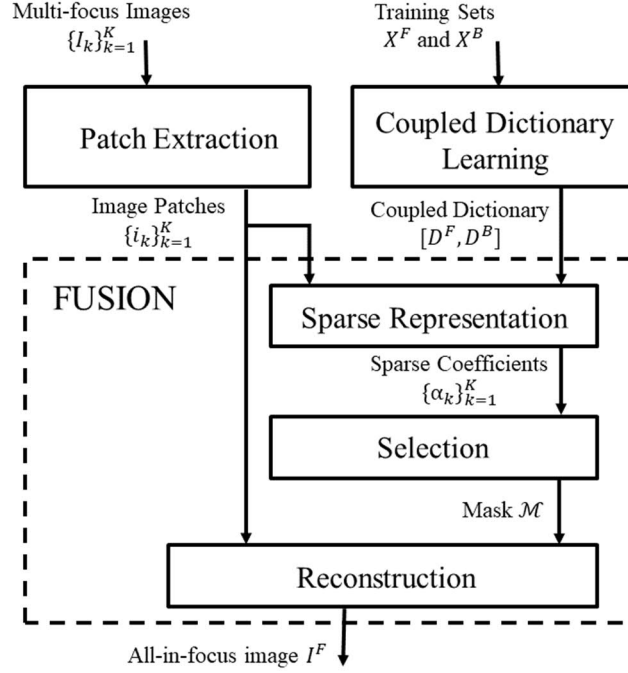 Multi-focus Images
{I_k}_{k=1}^K
Training Sets
X^F and X^B
Patch Extraction
Coupled Dictionary
Learning
Image Patches
{i_k}_{k=1}^K
Coupled Dictionary
[D^F, D^B]
FUSION
Sparse Representation
Sparse Coefficients
{α_k}_{k=1}^K
Selection
Mask ℳ
Reconstruction
All-in-focus image I^F